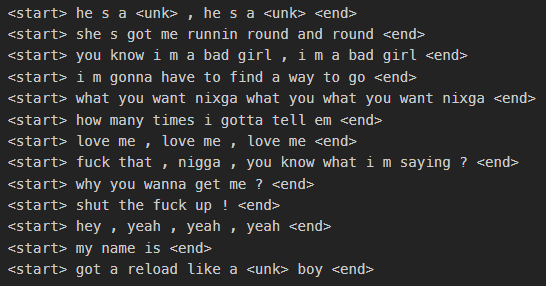 <start> he s a <unk> , he s a <unk> <end>
<start> she s got me runnin round and round <end>
<start> you know i m a bad girl , i m a bad girl <end>
<start> i m gonna have to find a way to go <end>
<start> what you want nixga what you what you want nixga <end>
<start> how many times i gotta tell em <end>
<start> love me , love me , love me <end>
<start> fuck that , nigga , you know what i m saying ? <end>
<start> why you wanna get me ? <end>
<start> shut the fuck up ! <end>
<start> hey , yeah , yeah , yeah <end>
<start> my name is <end>
<start> got a reload like a <unk> boy <end>